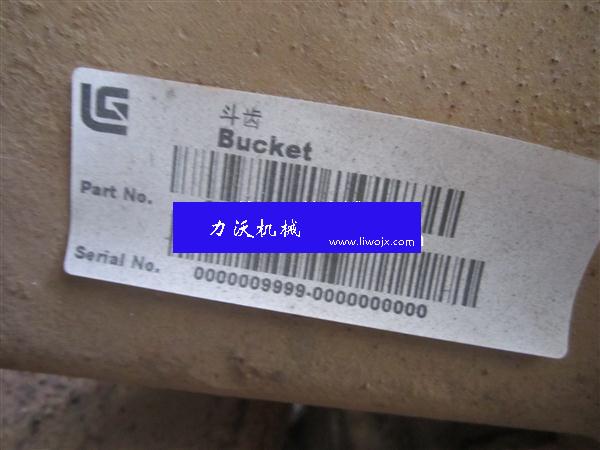 LG
斗齿
Bucket
Part No.
力沃机械
www.liwojx.com
Serial No.
0000009999-0000000000